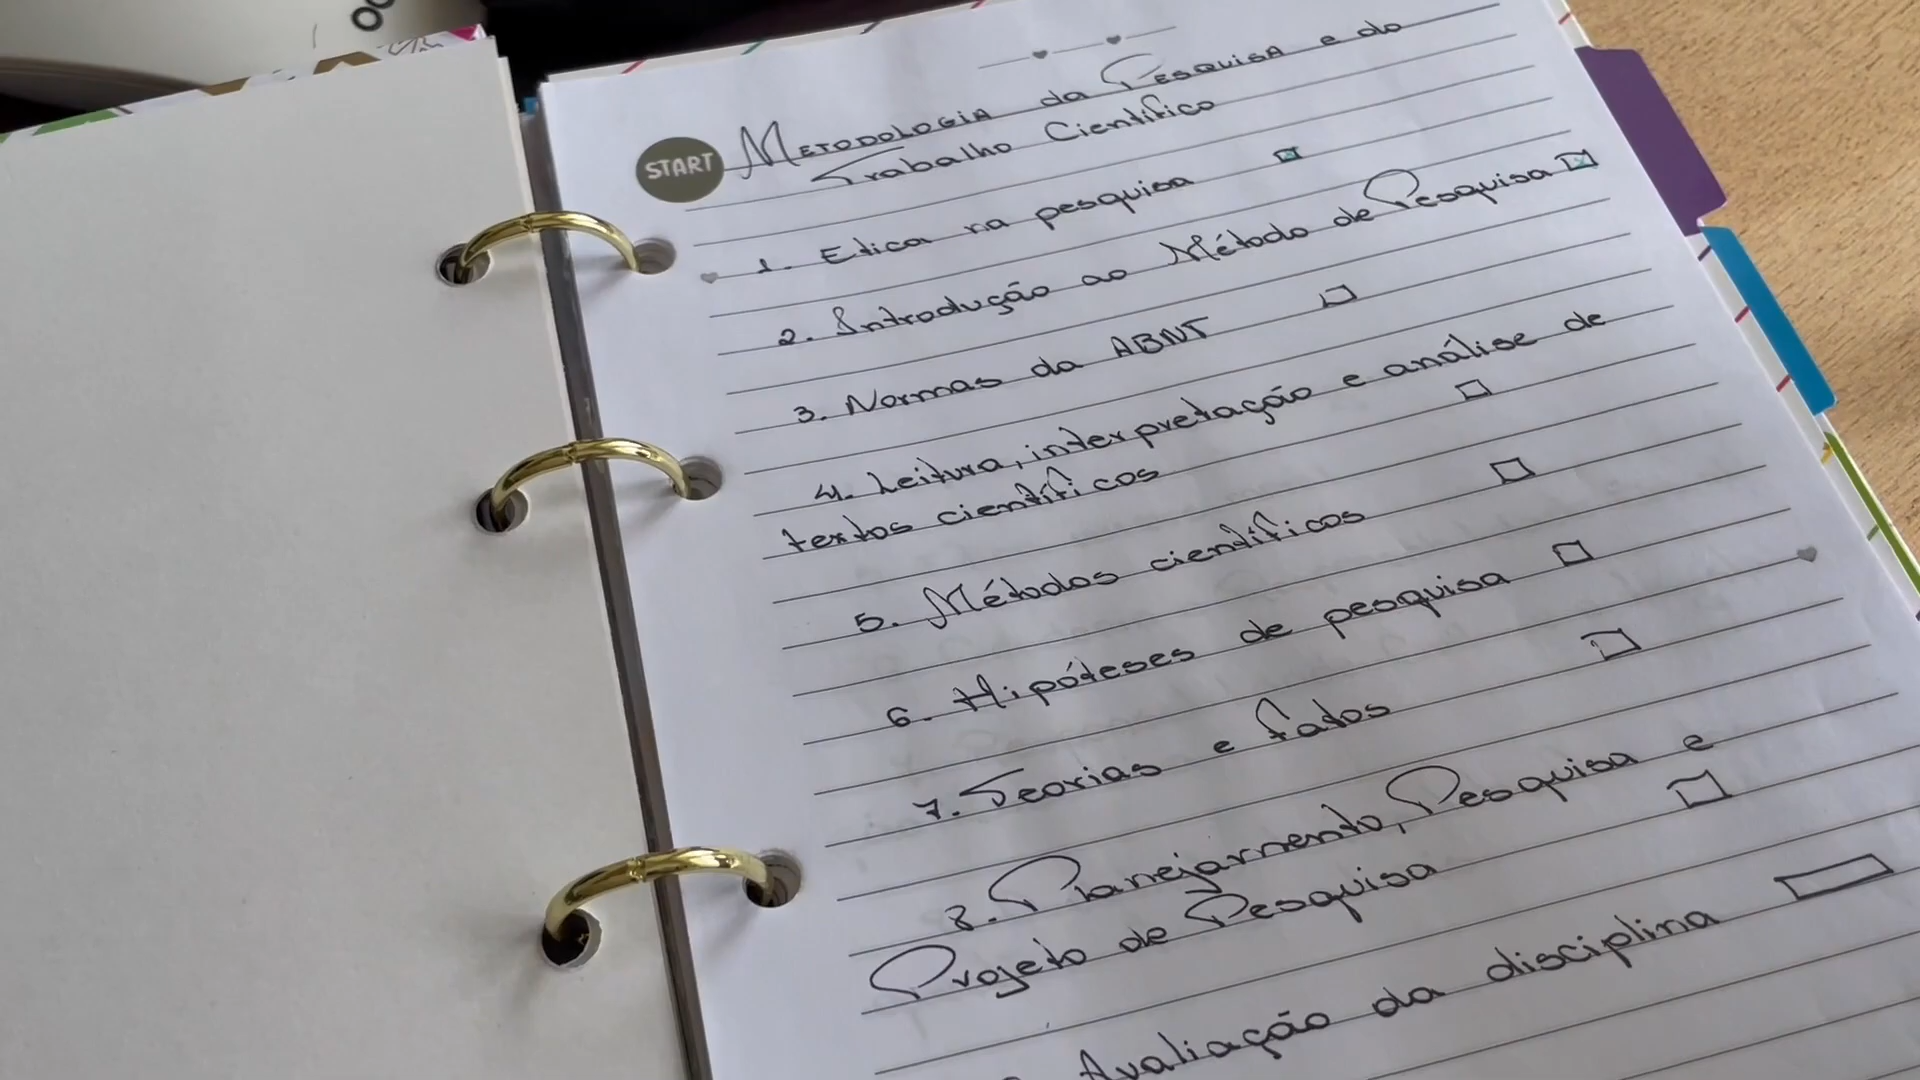 START
Metodologia da Pesquisa e do
Trabalho Científico
1. Etica na pesquisa
2. Introdução ao Método de Pesquisa
3. Normas da ABNT
4. Leitura, interpretação e análise de
textos científicos
5. Métodos científicos
6. Hipóteses de pesquisa
7. Teorias e fatos
8. Planejamento, Pesquisa e
Projeto de Pesquisa
Avaliação da disciplina